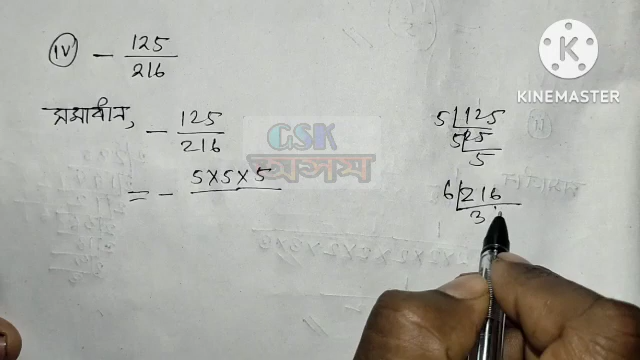 (iv) − 125/216
সমাধান, − 125/216
= − 5×5×5
5 | 125
5 | 25
5
6 | 216
3
GSK
অসমঃ
KINEMASTER